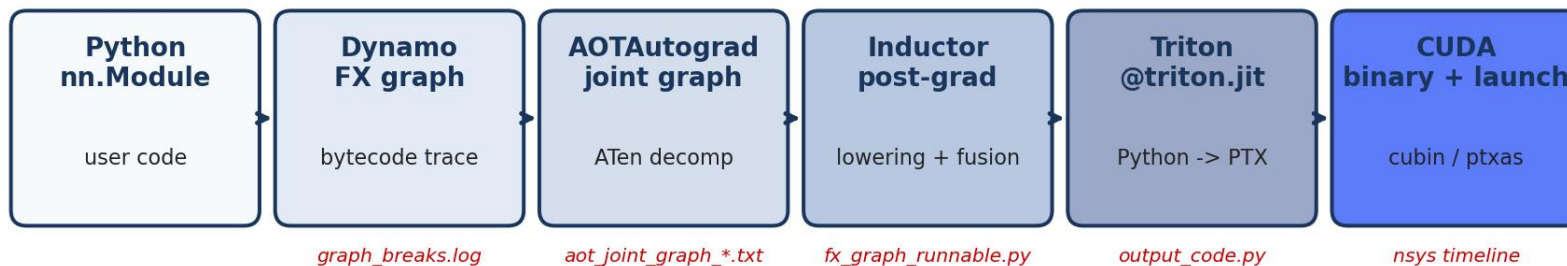 Python
nn.Module
user code
Dynamo
FX graph
bytecode trace
graph_breaks.log
AOTAutograd
joint graph
ATen decomp
aot_joint_graph_*.txt
Inductor
post-grad
lowering + fusion
fx_graph_runnable.py
Triton
@triton.jit
Python -> PTX
output_code.py
CUDA
binary + launch
cubin / ptxas
nsys timeline